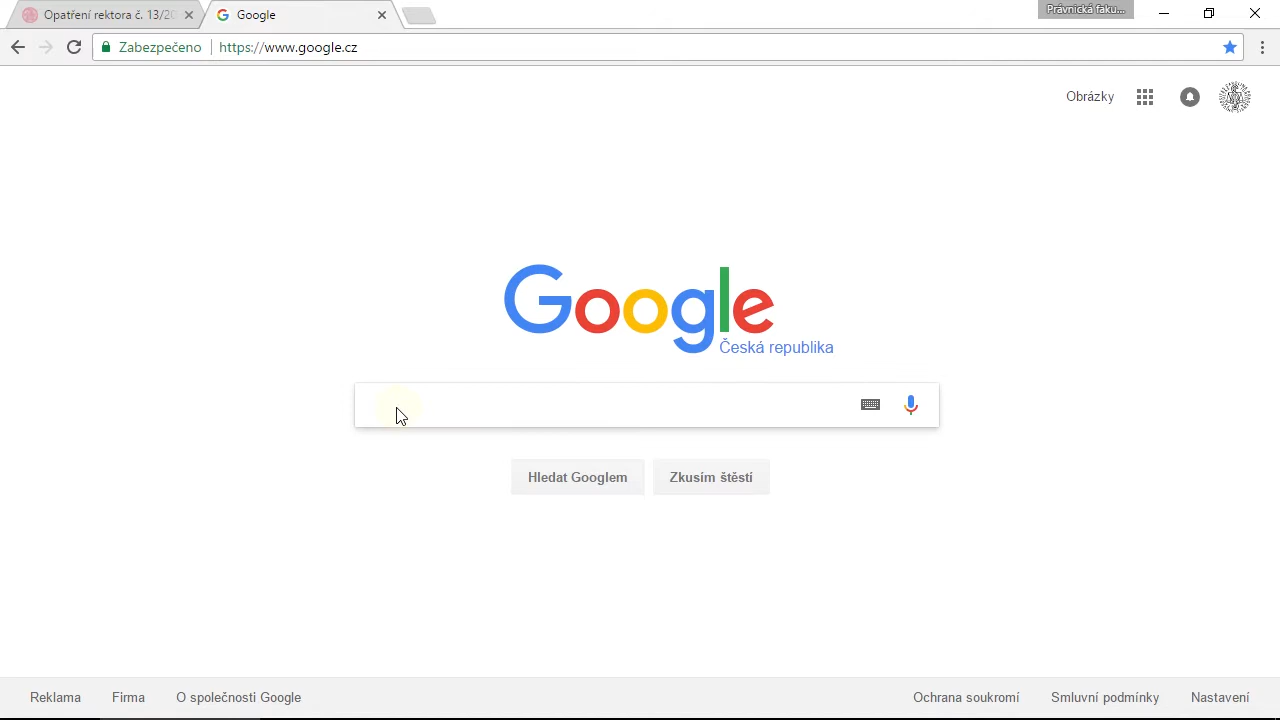 Opatření rektora č. 13/20
Google
Právnická faku...
Zabezpečeno
https://www.google.cz
Obrázky
Google
Česká republika
Hledat Googlem
Zkusím štěstí
Reklama
Firma
O společnosti Google
Ochrana soukromí
Smluvní podmínky
Nastavení